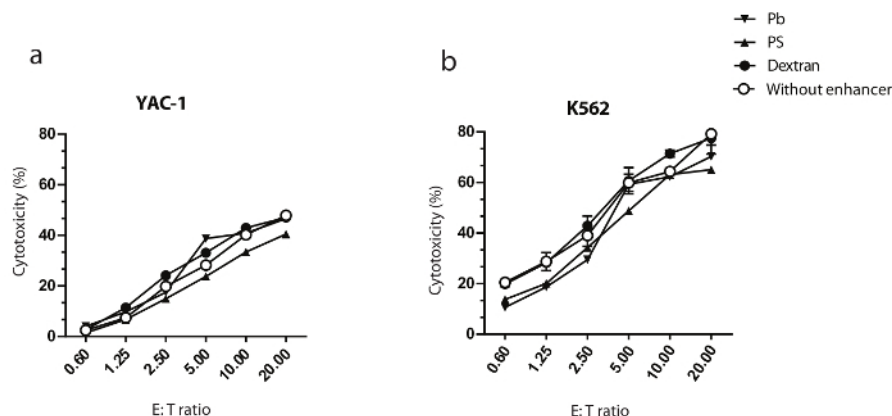 Pb
PS
Dextran
Without enhancer
a
YAC-1
Cytotoxicity (%)
80
60
40
20
0
0.60
1.25
2.50
5.00
10.00
20.00
E: T ratio
b
K562
Cytotoxicity (%)
80
60
40
20
0
0.60
1.25
2.50
5.00
10.00
20.00
E: T ratio